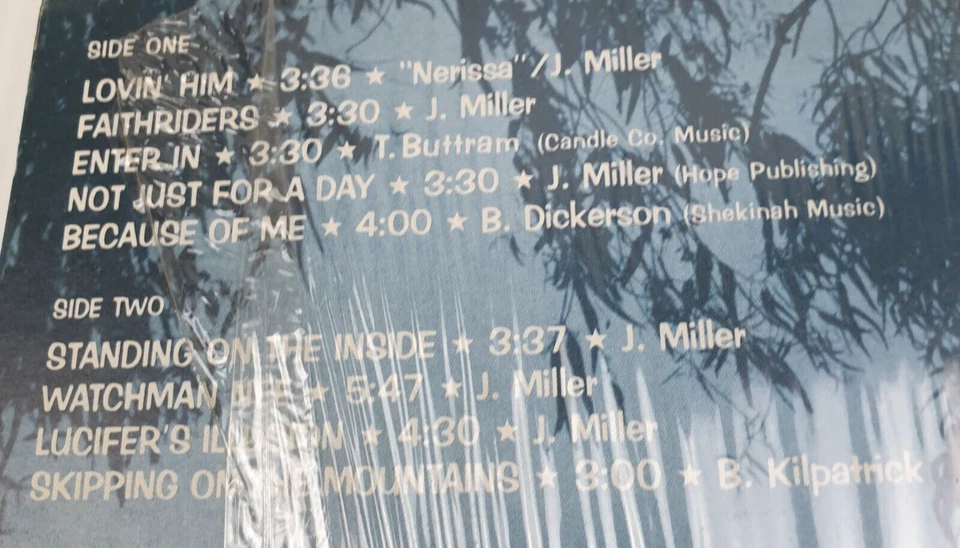 SIDE ONE
LOVIN' HIM ★ 3:36 ★ "Nerissa"/J. Miller
FAITHRIDERS ★ 3:30 ★ J. Miller
ENTER IN ★ 3:30 ★ T. Buttram (Candle Co. Music)
NOT JUST FOR A DAY ★ 3:30 ★ J. Miller (Hope Publishing)
BECAUSE OF ME ★ 4:00 ★ B. Dickerson (Shekinah Music)
SIDE TWO
STANDING ON THE INSIDE ★ 3:37 ★ J. Miller
WATCHMAN ★ 5:47 ★ J. Miller
LUCIFER'S ILLUSION ★ 4:30 ★ J. Miller
SKIPPING ON THE MOUNTAINS ★ 3:00 ★ B. Kilpatrick